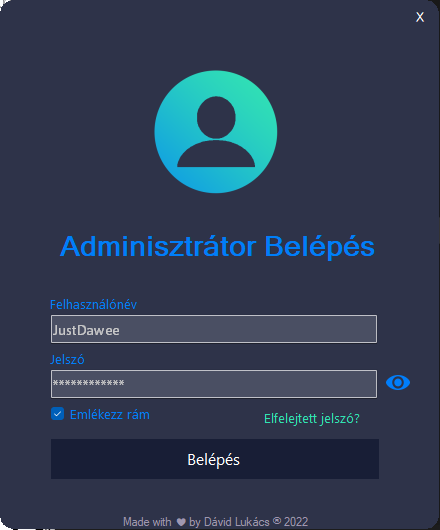 X
Adminisztrátor Belépés
Felhasználónév
JustDawee
Jelszó
************
Emlékezz rám
Elfelejtett jelszó?
Belépés
Made with ♥ by Dávid Lukács ® 2022